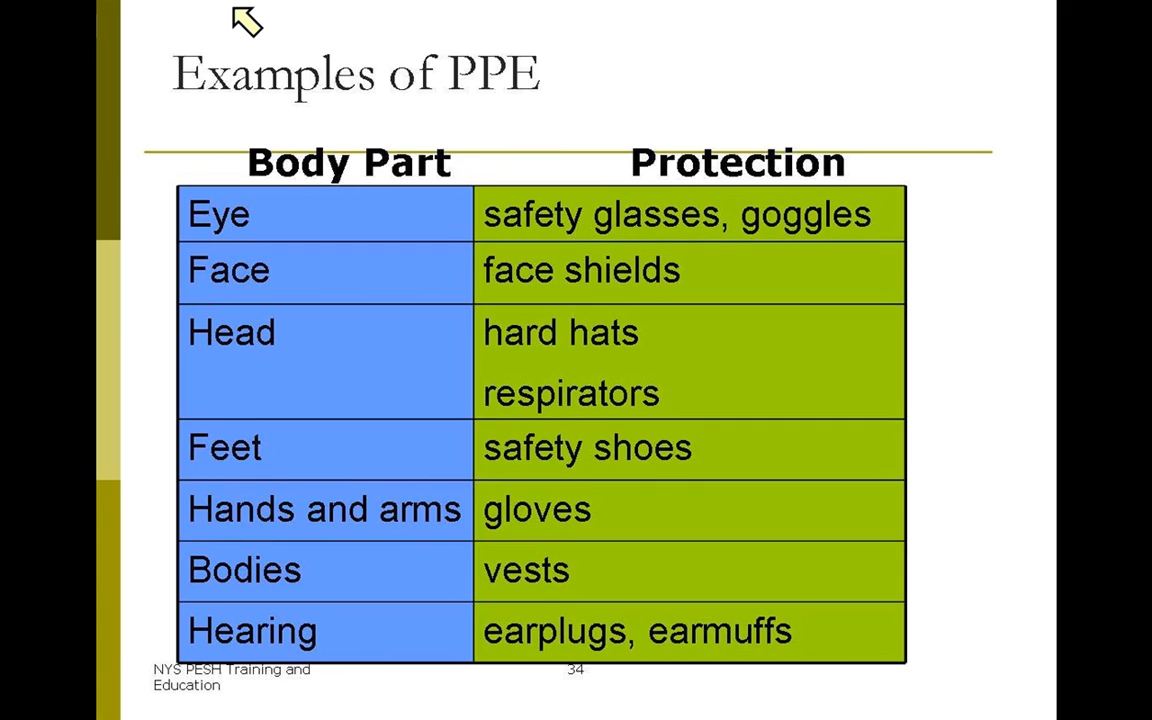 Examples of PPE
Body Part Protection
Eye safety glasses, goggles
Face face shields
Head hard hats
respirators
Feet safety shoes
Hands and arms gloves
Bodies vests
Hearing earplugs, earmuffs
NYS PESH Training and 34
Education